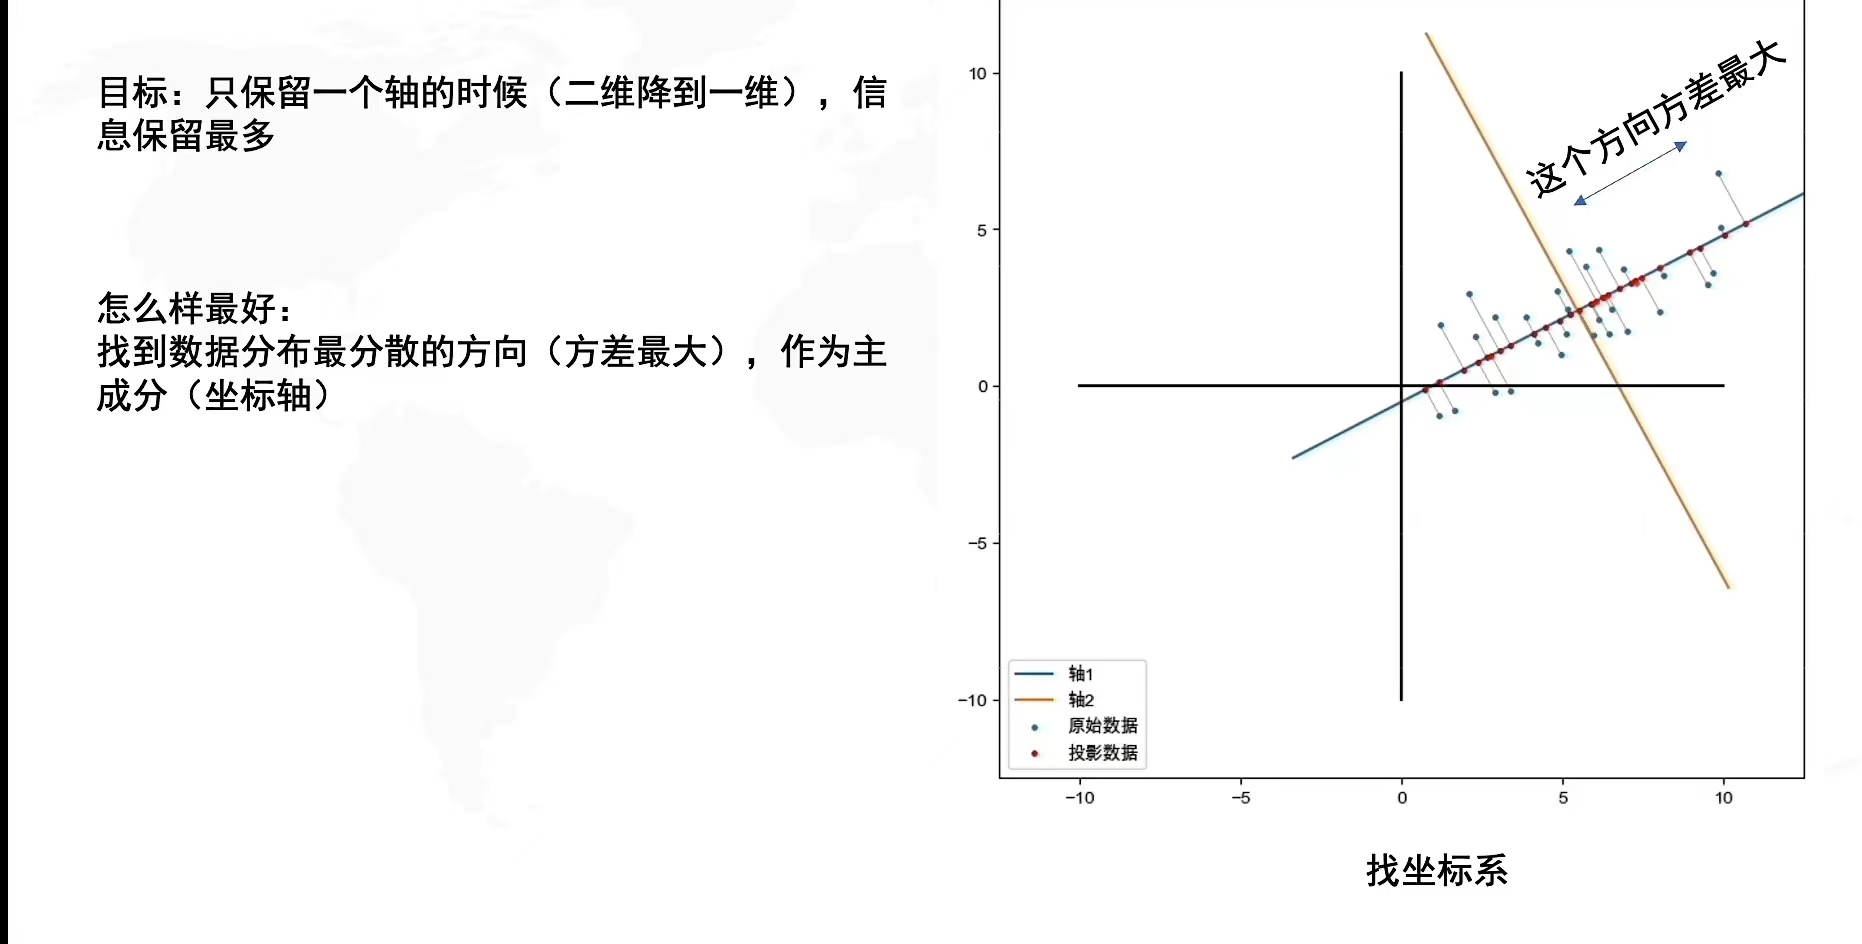 目标：只保留一个轴的时候（二维降到一维），信
息保留最多
怎么样最好：
找到数据分布最分散的方向（方差最大），作为主
成分（坐标轴）
这个方向方差最大
10
5
0
−5
−10
轴1
轴2
原始数据
投影数据
−10 −5 0 5 10
找坐标系